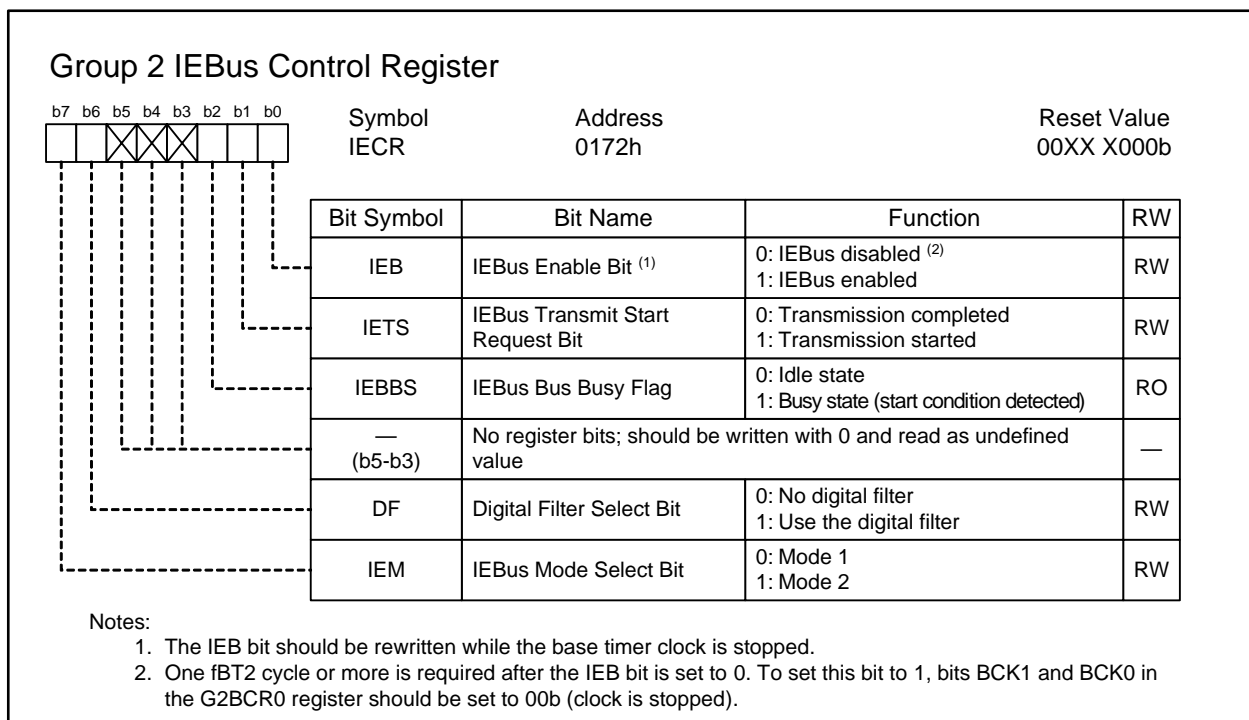 Group 2 IEBus Control Register
b7 b6 b5 b4 b3 b2 b1 b0
Symbol Address Reset Value
IECR 0172h 00XX X000b
Bit Symbol Bit Name Function RW
IEB IEBus Enable Bit (1) 0: IEBus disabled (2) RW
1: IEBus enabled
IETS IEBus Transmit Start Request Bit 0: Transmission completed RW
1: Transmission started
IEBBS IEBus Bus Busy Flag 0: Idle state RO
1: Busy state (start condition detected)
— (b5-b3) No register bits; should be written with 0 and read as undefined —
value
DF Digital Filter Select Bit 0: No digital filter RW
1: Use the digital filter
IEM IEBus Mode Select Bit 0: Mode 1 RW
1: Mode 2
Notes:
1. The IEB bit should be rewritten while the base timer clock is stopped.
2. One fBT2 cycle or more is required after the IEB bit is set to 0. To set this bit to 1, bits BCK1 and BCK0 in
the G2BCR0 register should be set to 00b (clock is stopped).